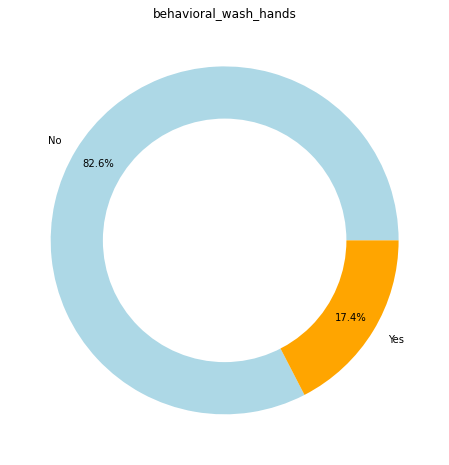 behavioral_wash_hands
No
82.6%
17.4%
Yes